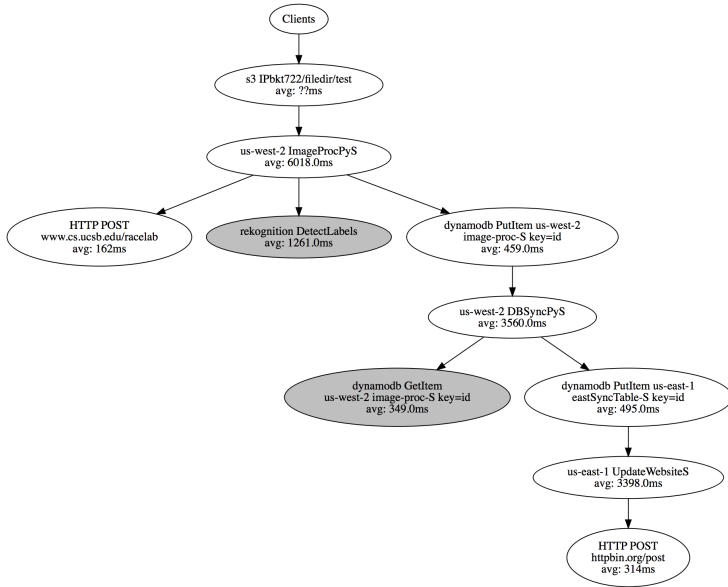 Clients
s3 IPbkt722/filedir/test
avg: ??ms
us-west-2 ImageProcPyS
avg: 6018.0ms
HTTP POST
www.cs.ucsb.edu/racelab
avg: 162ms
rekognition DetectLabels
avg: 1261.0ms
dynamodb PutItem us-west-2
image-proc-S key=id
avg: 459.0ms
us-west-2 DBSyncPyS
avg: 3560.0ms
dynamodb GetItem
us-west-2 image-proc-S key=id
avg: 349.0ms
dynamodb PutItem us-east-1
eastSyncTable-S key=id
avg: 495.0ms
us-east-1 UpdateWebsiteS
avg: 3398.0ms
HTTP POST
httpbin.org/post
avg: 314ms